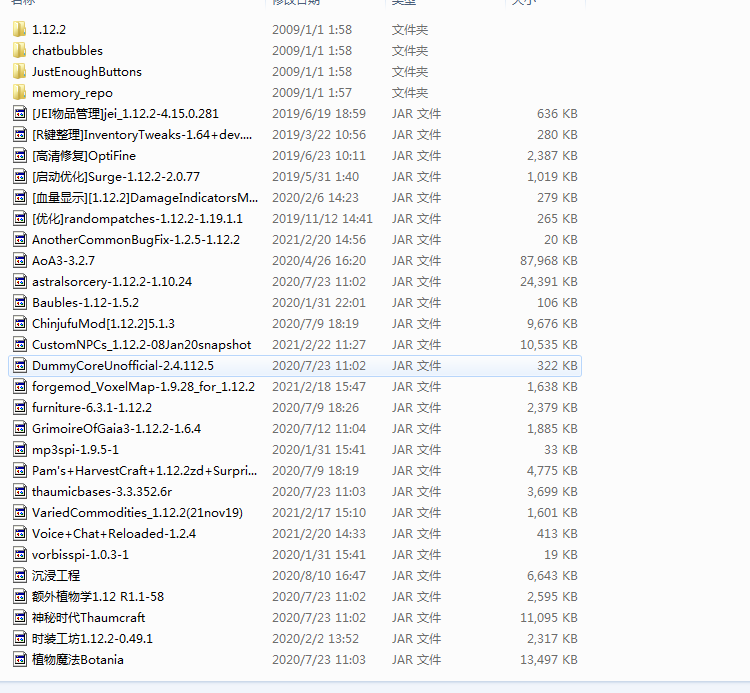 名称 修改日期 类型 大小
1.12.2 2009/1/1 1:58 文件夹
chatbubbles 2009/1/1 1:58 文件夹
JustEnoughButtons 2009/1/1 1:58 文件夹
memory_repo 2009/1/1 1:57 文件夹
[JEI物品管理]jei_1.12.2-4.15.0.281 2019/6/19 18:59 JAR 文件 636 KB
[R键整理]InventoryTweaks-1.64+dev.... 2019/3/22 10:56 JAR 文件 280 KB
[高清修复]OptiFine 2019/6/23 10:11 JAR 文件 2,387 KB
[启动优化]Surge-1.12.2-2.0.77 2019/5/31 1:40 JAR 文件 1,019 KB
[血量显示][1.12.2]DamageIndicatorsM... 2020/2/6 14:23 JAR 文件 279 KB
[优化]randompatches-1.12.2-1.19.1.1 2019/11/12 14:41 JAR 文件 265 KB
AnotherCommonBugFix-1.2.5-1.12.2 2021/2/20 14:56 JAR 文件 20 KB
AoA3-3.2.7 2020/4/26 16:20 JAR 文件 87,968 KB
astralsorcery-1.12.2-1.10.24 2020/7/23 11:02 JAR 文件 24,391 KB
Baubles-1.12-1.5.2 2020/1/31 22:01 JAR 文件 106 KB
ChinjufuMod[1.12.2]5.1.3 2020/7/9 18:19 JAR 文件 9,676 KB
CustomNPCs_1.12.2-08Jan20snapshot 2021/2/22 11:27 JAR 文件 10,535 KB
DummyCoreUnofficial-2.4.112.5 2020/7/23 11:02 JAR 文件 322 KB
forgemod_VoxelMap-1.9.28_for_1.12.2 2021/2/18 15:47 JAR 文件 1,638 KB
furniture-6.3.1-1.12.2 2020/7/9 18:26 JAR 文件 2,379 KB
GrimoireOfGaia3-1.12.2-1.6.4 2020/7/12 11:04 JAR 文件 1,885 KB
mp3spi-1.9.5-1 2020/1/31 15:41 JAR 文件 33 KB
Pam's+HarvestCraft+1.12.2zd+Surpri... 2020/7/9 18:19 JAR 文件 4,775 KB
thaumicbases-3.3.352.6r 2020/7/23 11:03 JAR 文件 3,699 KB
VariedCommodities_1.12.2(21nov19) 2021/2/17 15:10 JAR 文件 1,601 KB
Voice+Chat+Reloaded-1.2.4 2021/2/20 14:33 JAR 文件 413 KB
vorbisspi-1.0.3-1 2020/1/31 15:41 JAR 文件 19 KB
沉浸工程 2020/8/10 16:47 JAR 文件 6,643 KB
额外植物学1.12 R1.1-58 2020/7/23 11:02 JAR 文件 2,595 KB
神秘时代Thaumcraft 2020/7/23 11:02 JAR 文件 11,095 KB
时装工坊1.12.2-0.49.1 2020/2/2 13:52 JAR 文件 2,317 KB
植物魔法Botania 2020/7/23 11:03 JAR 文件 13,497 KB